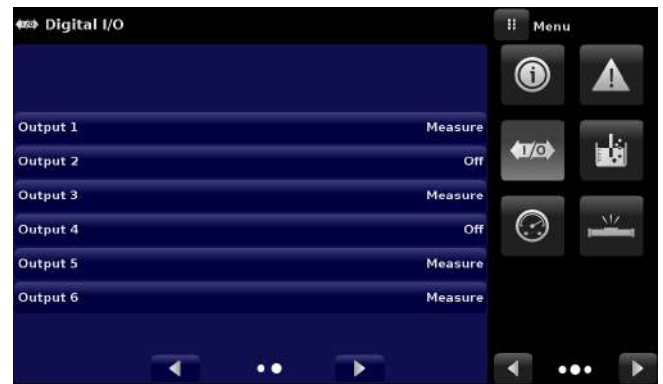 I/O Digital I/O
Menu
Output 1 Measure
Output 2 Off
Output 3 Measure
Output 4 Off
Output 5 Measure
Output 6 Measure
I/O